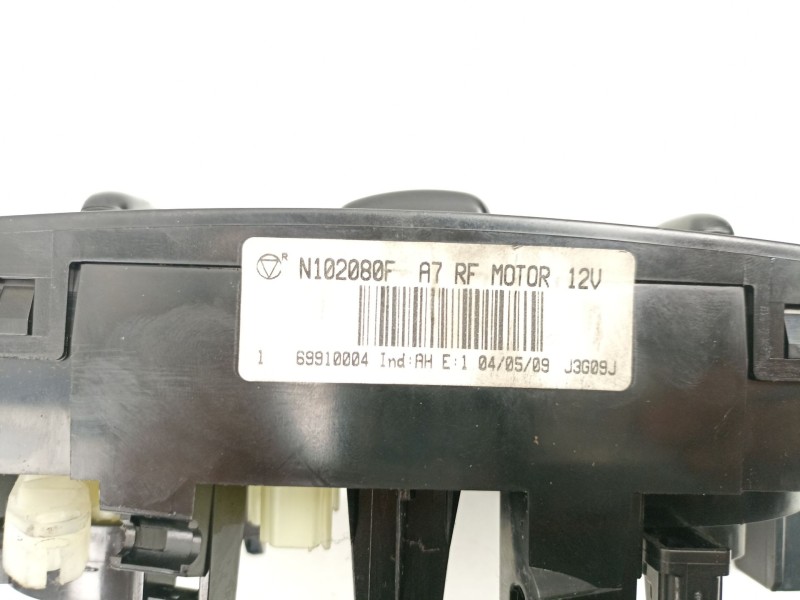 R N102080F A7 RF MOTOR 12V
1 69910004 Ind:AH E:1 04/05/09 J3G09J